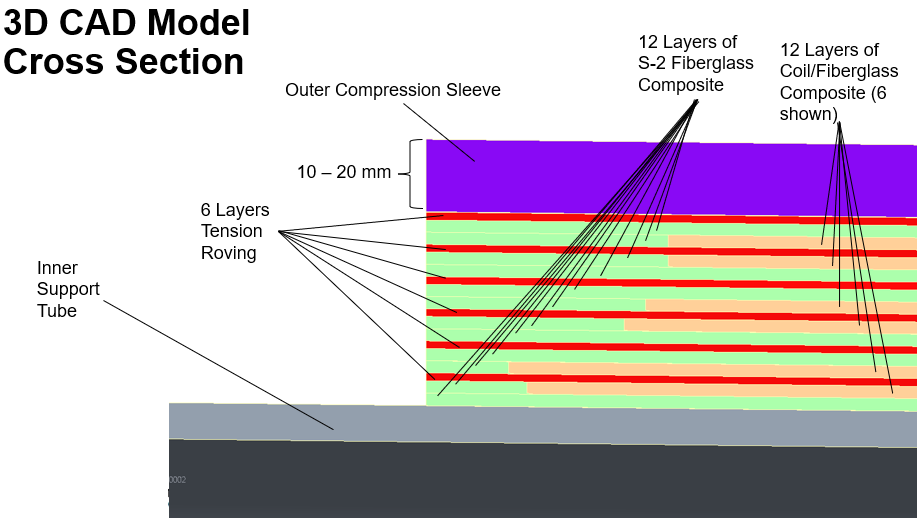 3D CAD Model
Cross Section
12 Layers of
S-2 Fiberglass
Composite
12 Layers of
Coil/Fiberglass
Composite (6
shown)
Outer Compression Sleeve
10 – 20 mm
6 Layers
Tension
Roving
Inner
Support
Tube
0002